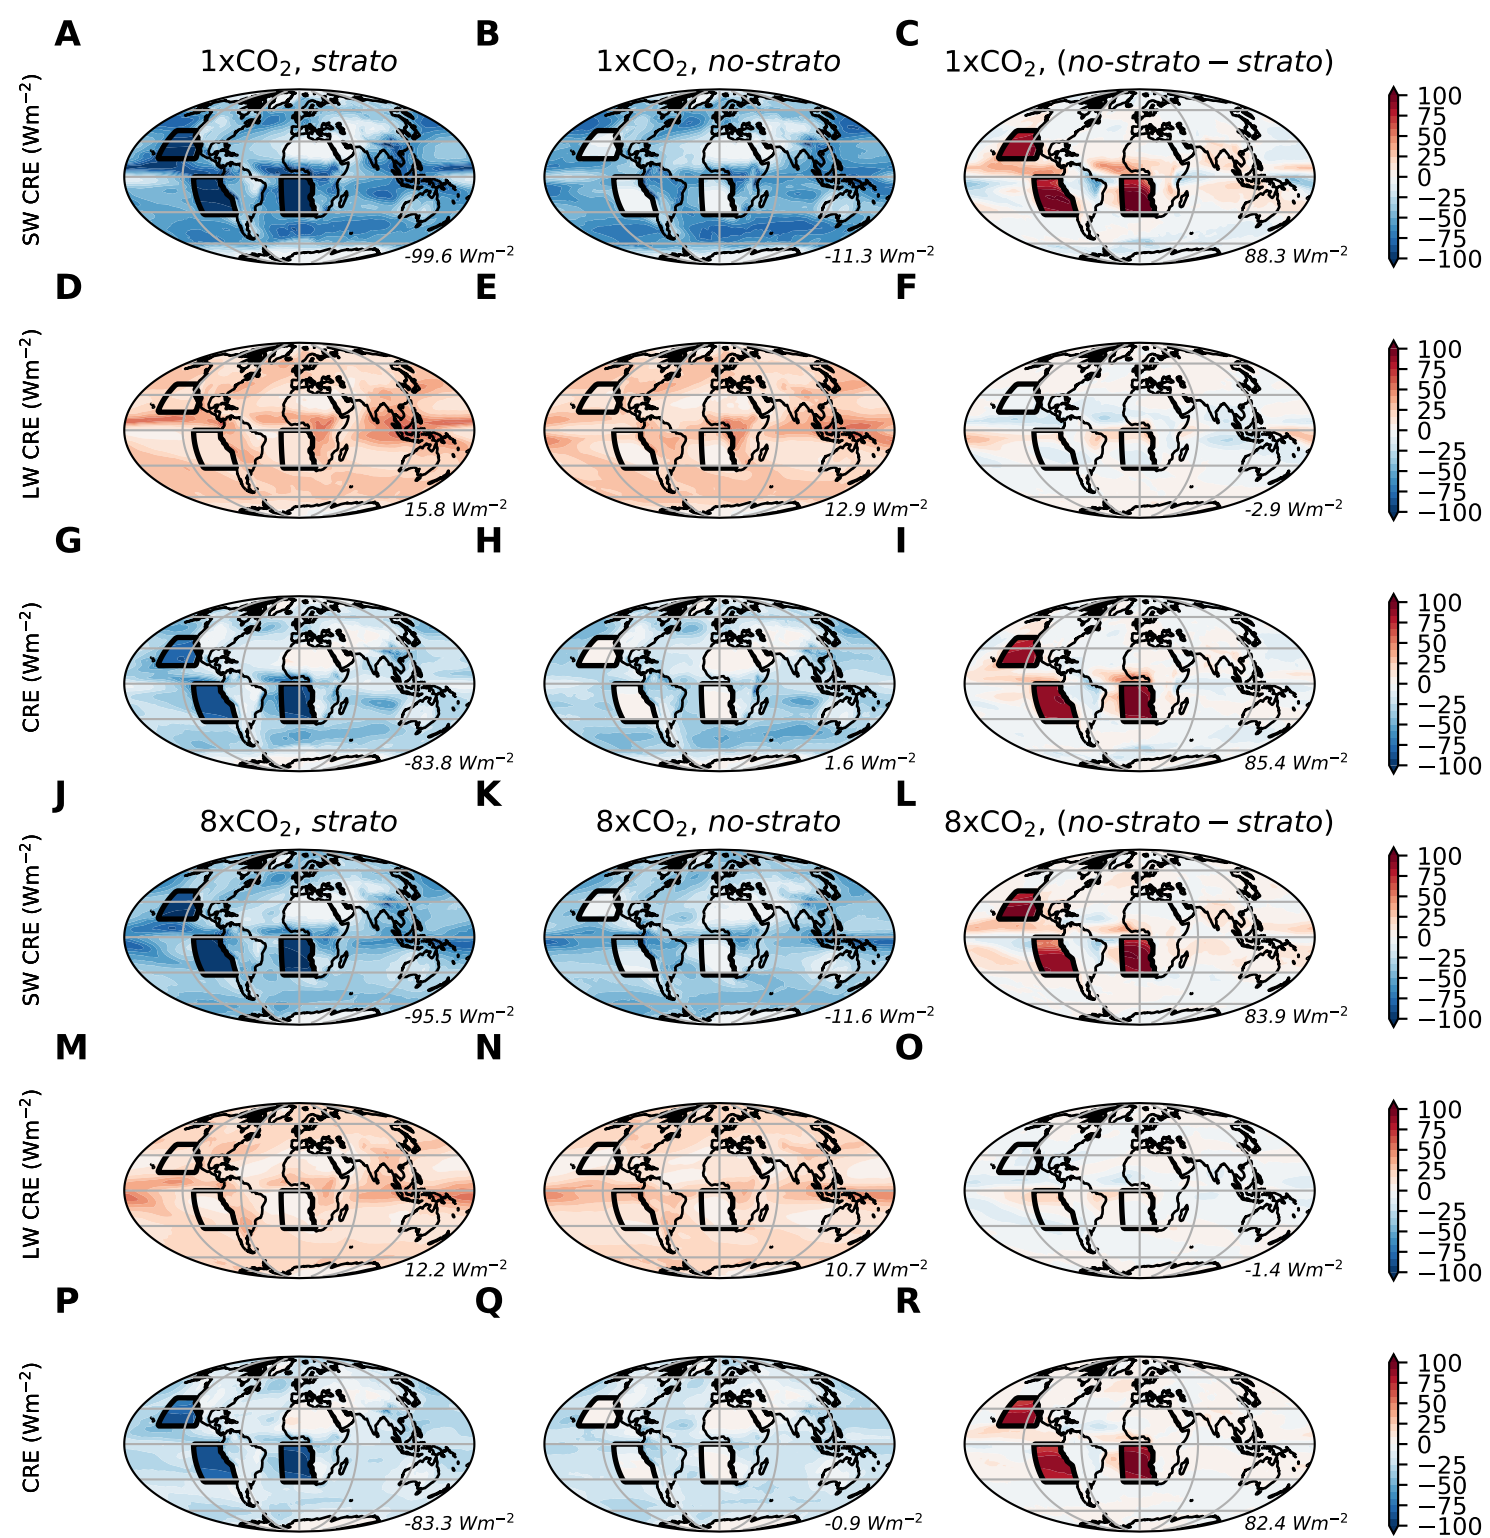 A
B
C
1xCO₂, strato
1xCO₂, no-strato
1xCO₂, (no-strato − strato)
SW CRE (Wm⁻²)
-99.6 Wm⁻²
-11.3 Wm⁻²
88.3 Wm⁻²
100
75
50
25
0
−25
−50
−75
−100
D
E
F
LW CRE (Wm⁻²)
15.8 Wm⁻²
12.9 Wm⁻²
-2.9 Wm⁻²
100
75
50
25
0
−25
−50
−75
−100
G
H
I
CRE (Wm⁻²)
-83.8 Wm⁻²
1.6 Wm⁻²
85.4 Wm⁻²
100
75
50
25
0
−25
−50
−75
−100
J
K
L
8xCO₂, strato
8xCO₂, no-strato
8xCO₂, (no-strato − strato)
SW CRE (Wm⁻²)
-95.5 Wm⁻²
-11.6 Wm⁻²
83.9 Wm⁻²
100
75
50
25
0
−25
−50
−75
−100
M
N
O
LW CRE (Wm⁻²)
12.2 Wm⁻²
10.7 Wm⁻²
-1.4 Wm⁻²
100
75
50
25
0
−25
−50
−75
−100
P
Q
R
CRE (Wm⁻²)
-83.3 Wm⁻²
-0.9 Wm⁻²
82.4 Wm⁻²
100
75
50
25
0
−25
−50
−75
−100